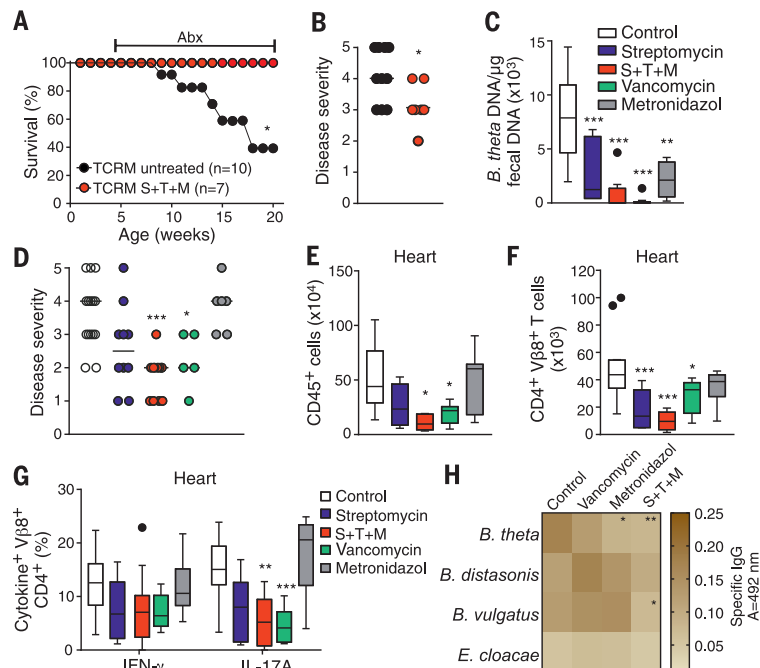 A
Abx
Survival (%)
100
80
60
40
20
0
TCRM untreated (n=10)
TCRM S+T+M (n=7)
*
0
5
10
15
20
Age (weeks)
B
Disease severity
5
4
3
2
1
0
*
C
B. theta DNA/µg
fecal DNA (x10³)
15
10
5
0
***
***
***
**
Control
Streptomycin
S+T+M
Vancomycin
Metronidazol
D
Disease severity
5
4
3
2
1
0
***
*
E
Heart
CD45⁺ cells (x10⁴)
150
100
50
0
*
*
F
Heart
CD4⁺ Vβ8⁺ T cells
(x10³)
200
150
100
50
0
***
***
*
G
Heart
Cytokine⁺ Vβ8⁺
CD4⁺ (%)
30
20
10
0
**
***
IFN-γ
IL-17A
Control
Streptomycin
S+T+M
Vancomycin
Metronidazol
H
Control
Vancomycin
Metronidazol
S+T+M
B. theta
*
**
B. distasonis
B. vulgatus
*
E. cloacae
0.25
0.20
0.15
0.10
0.05
Specific IgG
A=492 nm